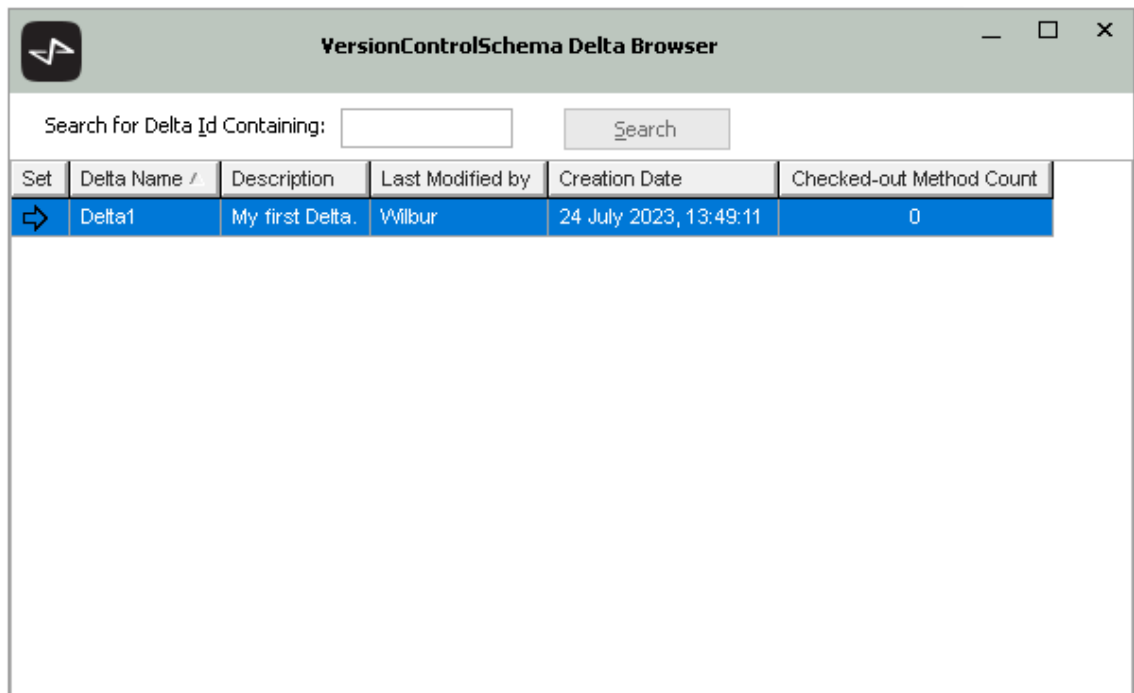 VersionControlSchema Delta Browser
Search for Delta Id Containing: Search
Set Delta Name Description Last Modified by Creation Date Checked-out Method Count
Delta1 My first Delta. Wilbur 24 July 2023, 13:49:11 0